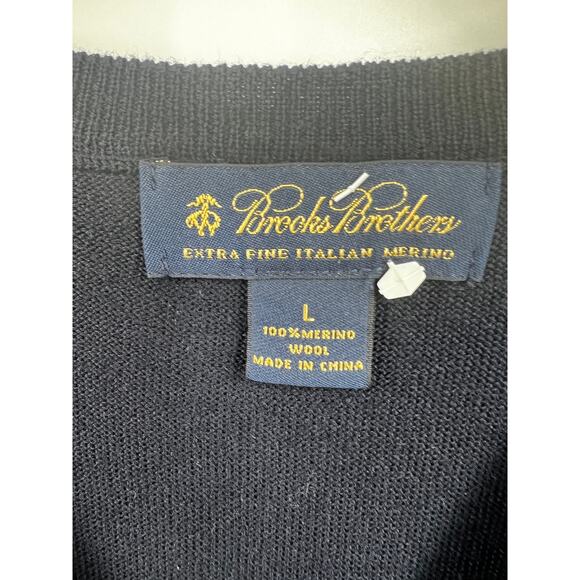 Brooks Brothers
EXTRA FINE ITALIAN MERINO
L
100% MERINO
WOOL
MADE IN CHINA